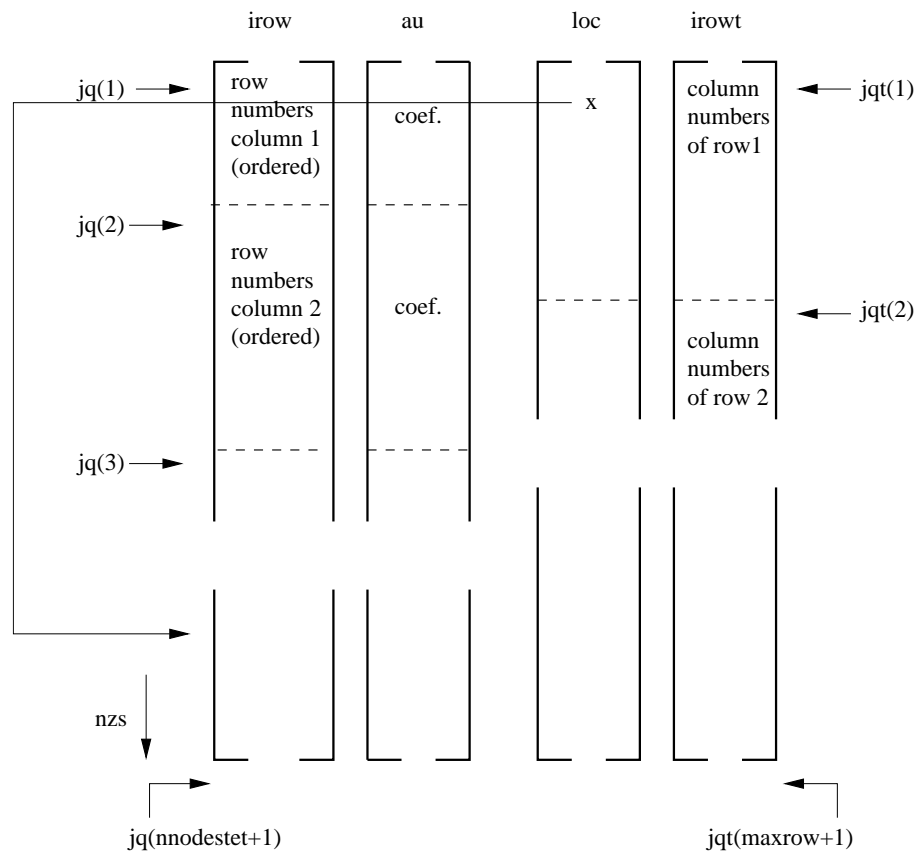 irow au loc irowt
jq(1)
row
numbers
column 1
(ordered)
coef.
x
column
numbers
of row1
jqt(1)
jq(2)
row
numbers
column 2
(ordered)
coef.
column
numbers
of row 2
jqt(2)
jq(3)
nzs
jq(nnodestet+1)
jqt(maxrow+1)